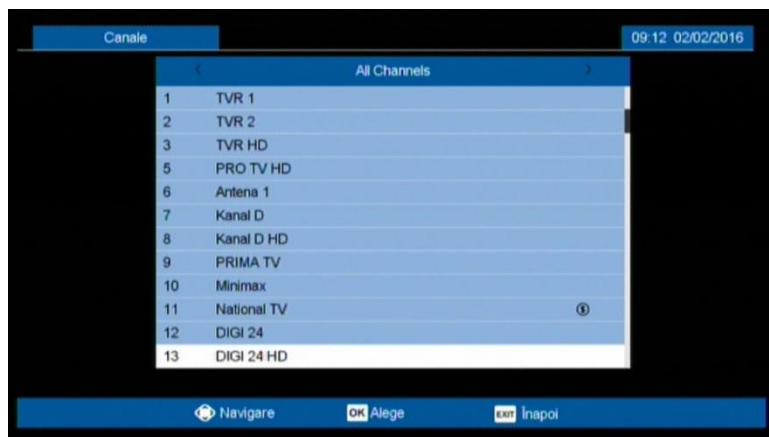 Canale
09:12 02/02/2016
All Channels
1 TVR 1
2 TVR 2
3 TVR HD
5 PRO TV HD
6 Antena 1
7 Kanal D
8 Kanal D HD
9 PRIMA TV
10 Minimax
11 National TV $
12 DIGI 24
13 DIGI 24 HD
Navigare OK Alege EXIT Înapoi